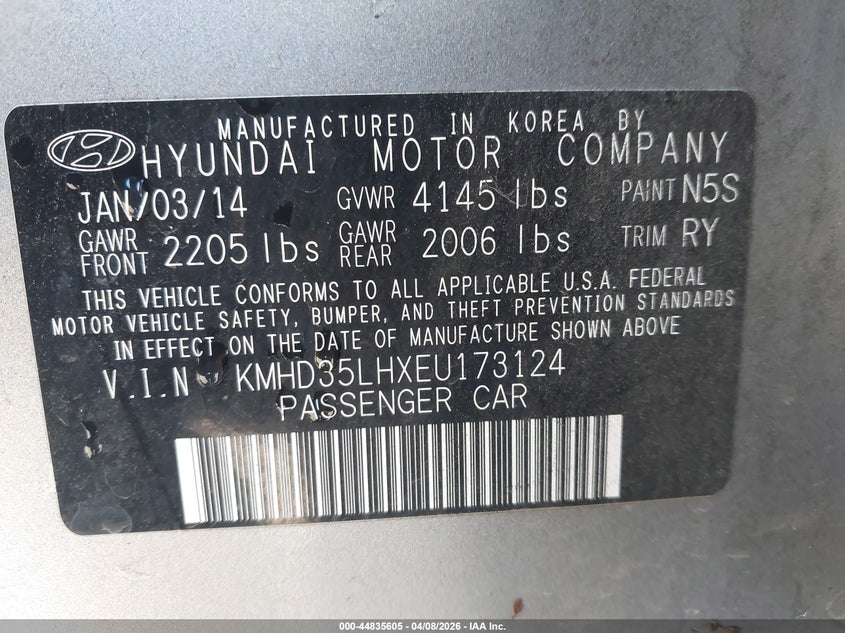 MANUFACTURED IN KOREA BY
HYUNDAI MOTOR COMPANY
JAN/03/14 GVWR 4145 lbs PAINT N5S
GAWR FRONT 2205 lbs GAWR REAR 2006 lbs TRIM RY
THIS VEHICLE CONFORMS TO ALL APPLICABLE U.S.A. FEDERAL
MOTOR VEHICLE SAFETY, BUMPER, AND THEFT PREVENTION STANDARDS
IN EFFECT ON THE DATE OF MANUFACTURE SHOWN ABOVE
V.I.N KMHD35LHXEU173124
PASSENGER CAR
000-44835605 - 04/08/2026 - IAA Inc.